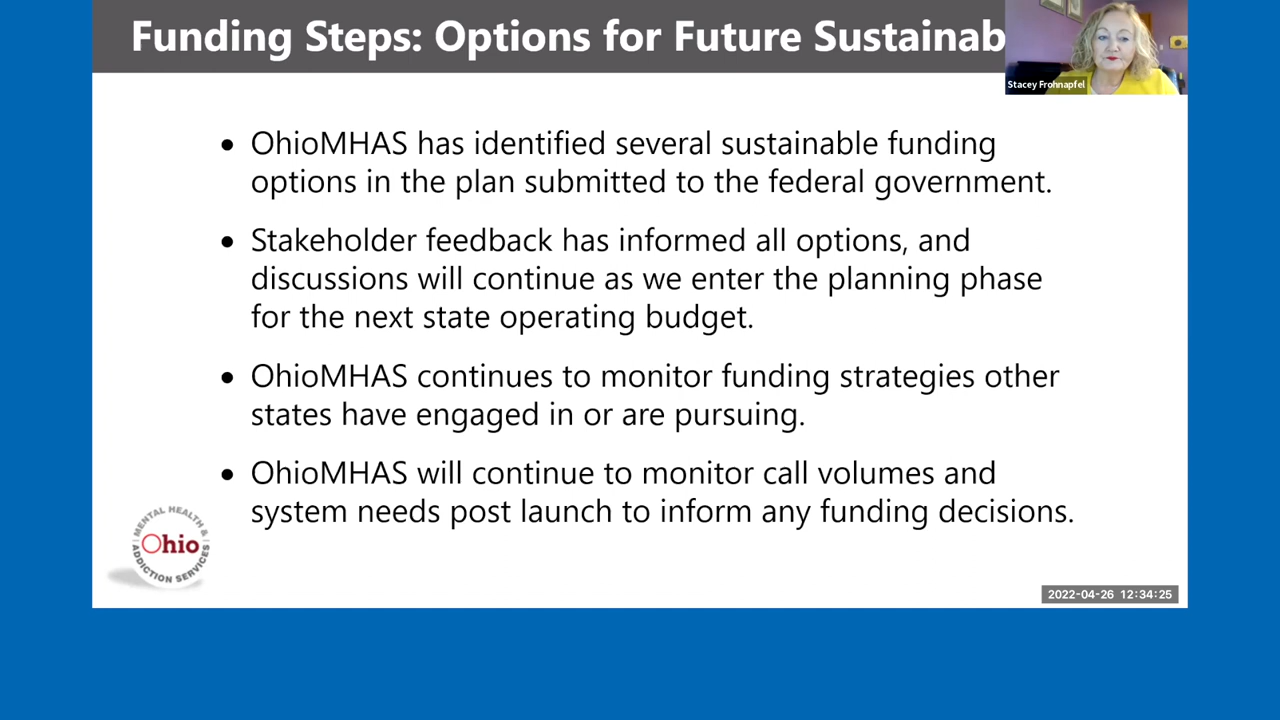 Funding Steps: Options for Future Sustainab
Stacey Frohnapfel
• OhioMHAS has identified several sustainable funding
options in the plan submitted to the federal government.
• Stakeholder feedback has informed all options, and
discussions will continue as we enter the planning phase
for the next state operating budget.
• OhioMHAS continues to monitor funding strategies other
states have engaged in or are pursuing.
• OhioMHAS will continue to monitor call volumes and
system needs post launch to inform any funding decisions.
MENTAL HEALTH &
Ohio
ADDICTION SERVICES
2022-04-26 12:34:25